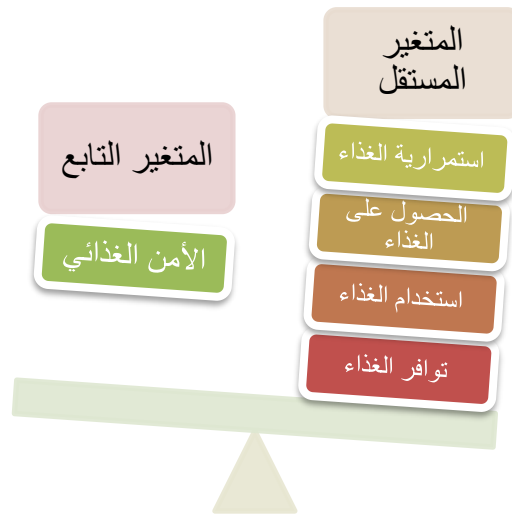 المتغير
المستقل
استمرارية الغذاء
الحصول على
الغذاء
استخدام الغذاء
توافر الغذاء
المتغير التابع
الأمن الغذائي